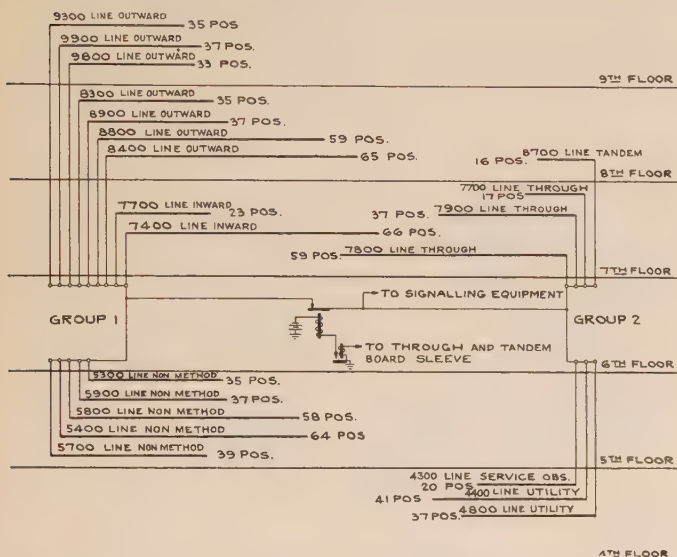 9300 LINE OUTWARD
35 POS
9900 LINE OUTWARD
37 POS.
9800 LINE OUTWARD
33 POS.
9TH FLOOR
8300 LINE OUTWARD
35 POS.
8900 LINE OUTWARD
37 POS.
8800 LINE OUTWARD
59 POS.
8400 LINE OUTWARD
65 POS.
8700 LINE TANDEM
16 POS.
8TH FLOOR
7700 LINE THROUGH
17 POS
7700 LINE INWARD
23 POS.
37 POS. 7900 LINE THROUGH
7400 LINE INWARD
66 POS.
59 POS. 7800 LINE THROUGH
7TH FLOOR
TO SIGNALLING EQUIPMENT
GROUP 1
GROUP 2
TO THROUGH AND TANDEM
BOARD SLEEVE
6TH FLOOR
5300 LINE NON METHOD
35 POS.
5900 LINE NON METHOD
37 POS.
5800 LINE NON METHOD
58 POS.
5400 LINE NON METHOD
64 POS
5700 LINE NON METHOD
39 POS.
5TH FLOOR
4300 LINE SERVICE OBS.
20 POS.
4400 LINE UTILITY
41 POS
4800 LINE UTILITY
37 POS.
4TH FLOOR